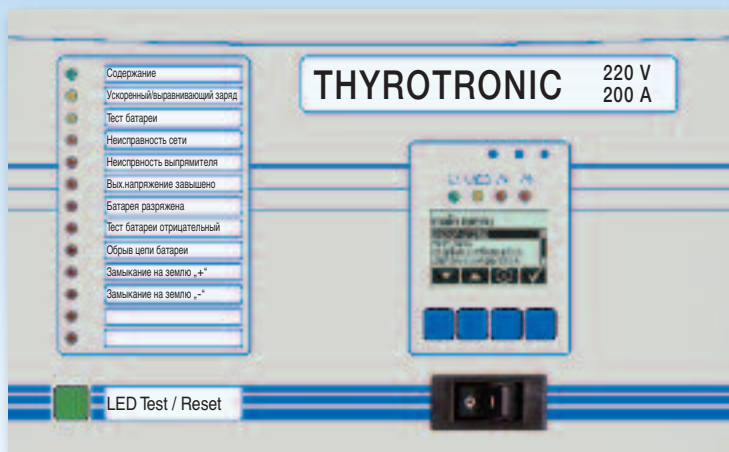 Содержание
Ускоренный/выравнивающий заряд
Тест батареи
Неисправность сети
Неиспрвность выпрямителя
Вых.напряжение завышено
Батарея разряжена
Тест батареи отрицательный
Обрыв цепи батареи
Замыкание на землю „+“
Замыкание на землю „-“
LED Test / Reset
THYROTRONIC
220 V
200 A